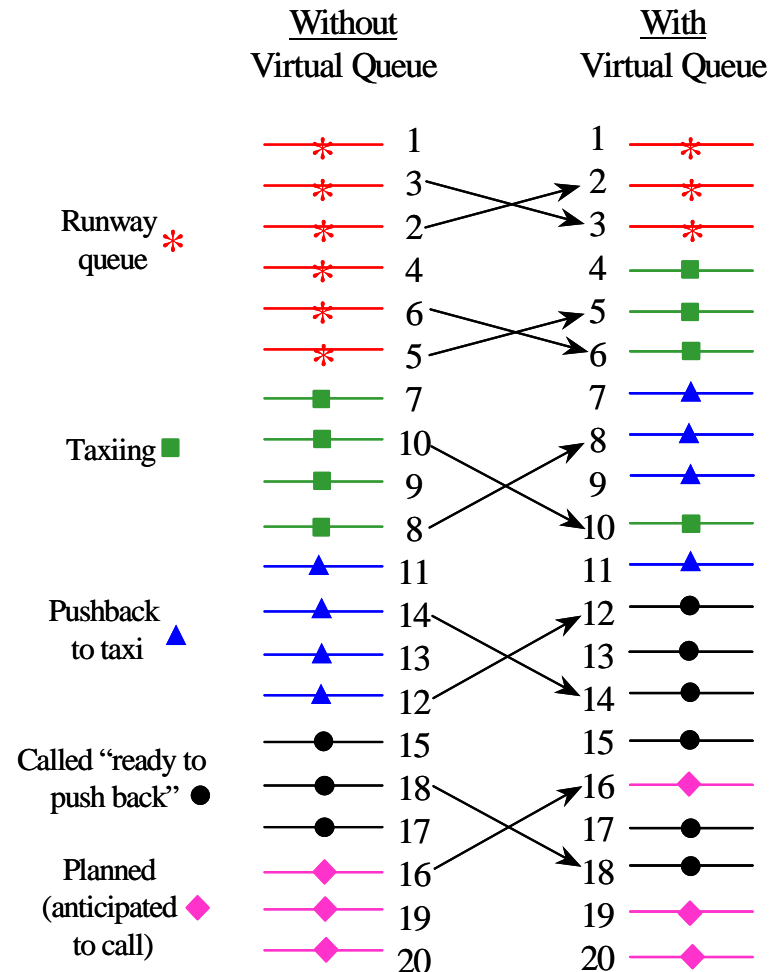 Without
Virtual Queue
With
Virtual Queue
Runway
queue
Taxiing
Pushback
to taxi
Called “ready to
push back”
Planned
(anticipated
to call)
1
3
2
4
6
5
7
10
9
8
11
14
13
12
15
18
17
16
19
20
1
2
3
4
5
6
7
8
9
10
11
12
13
14
15
16
17
18
19
20